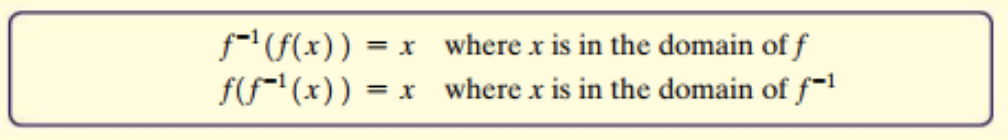 f⁻¹(f(x)) = x where x is in the domain of f
f(f⁻¹(x)) = x where x is in the domain of f⁻¹